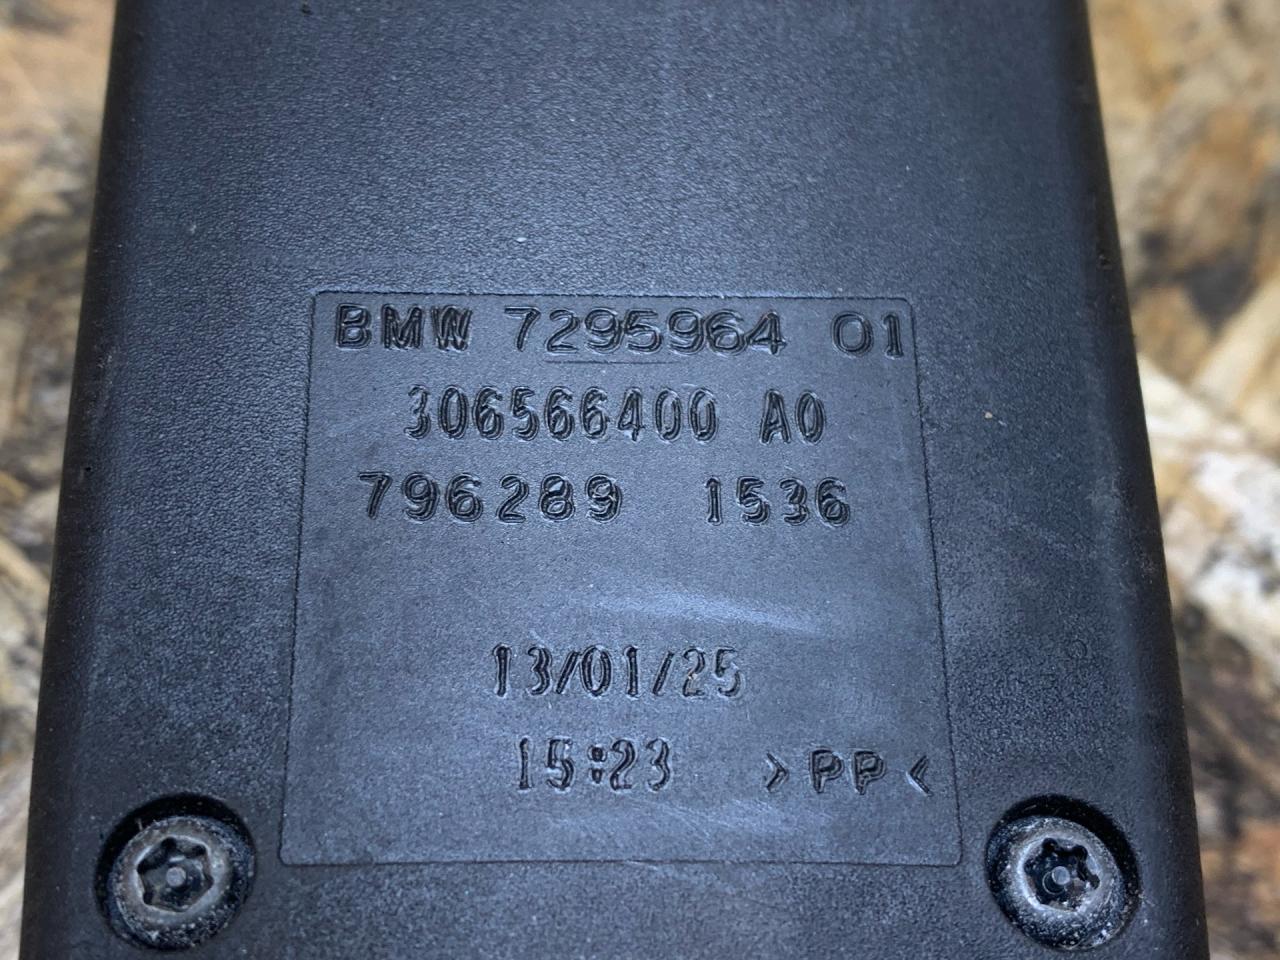 BMW 7295964 01
306566400 A0
796289 1536
13/01/25
15:23 >PP<